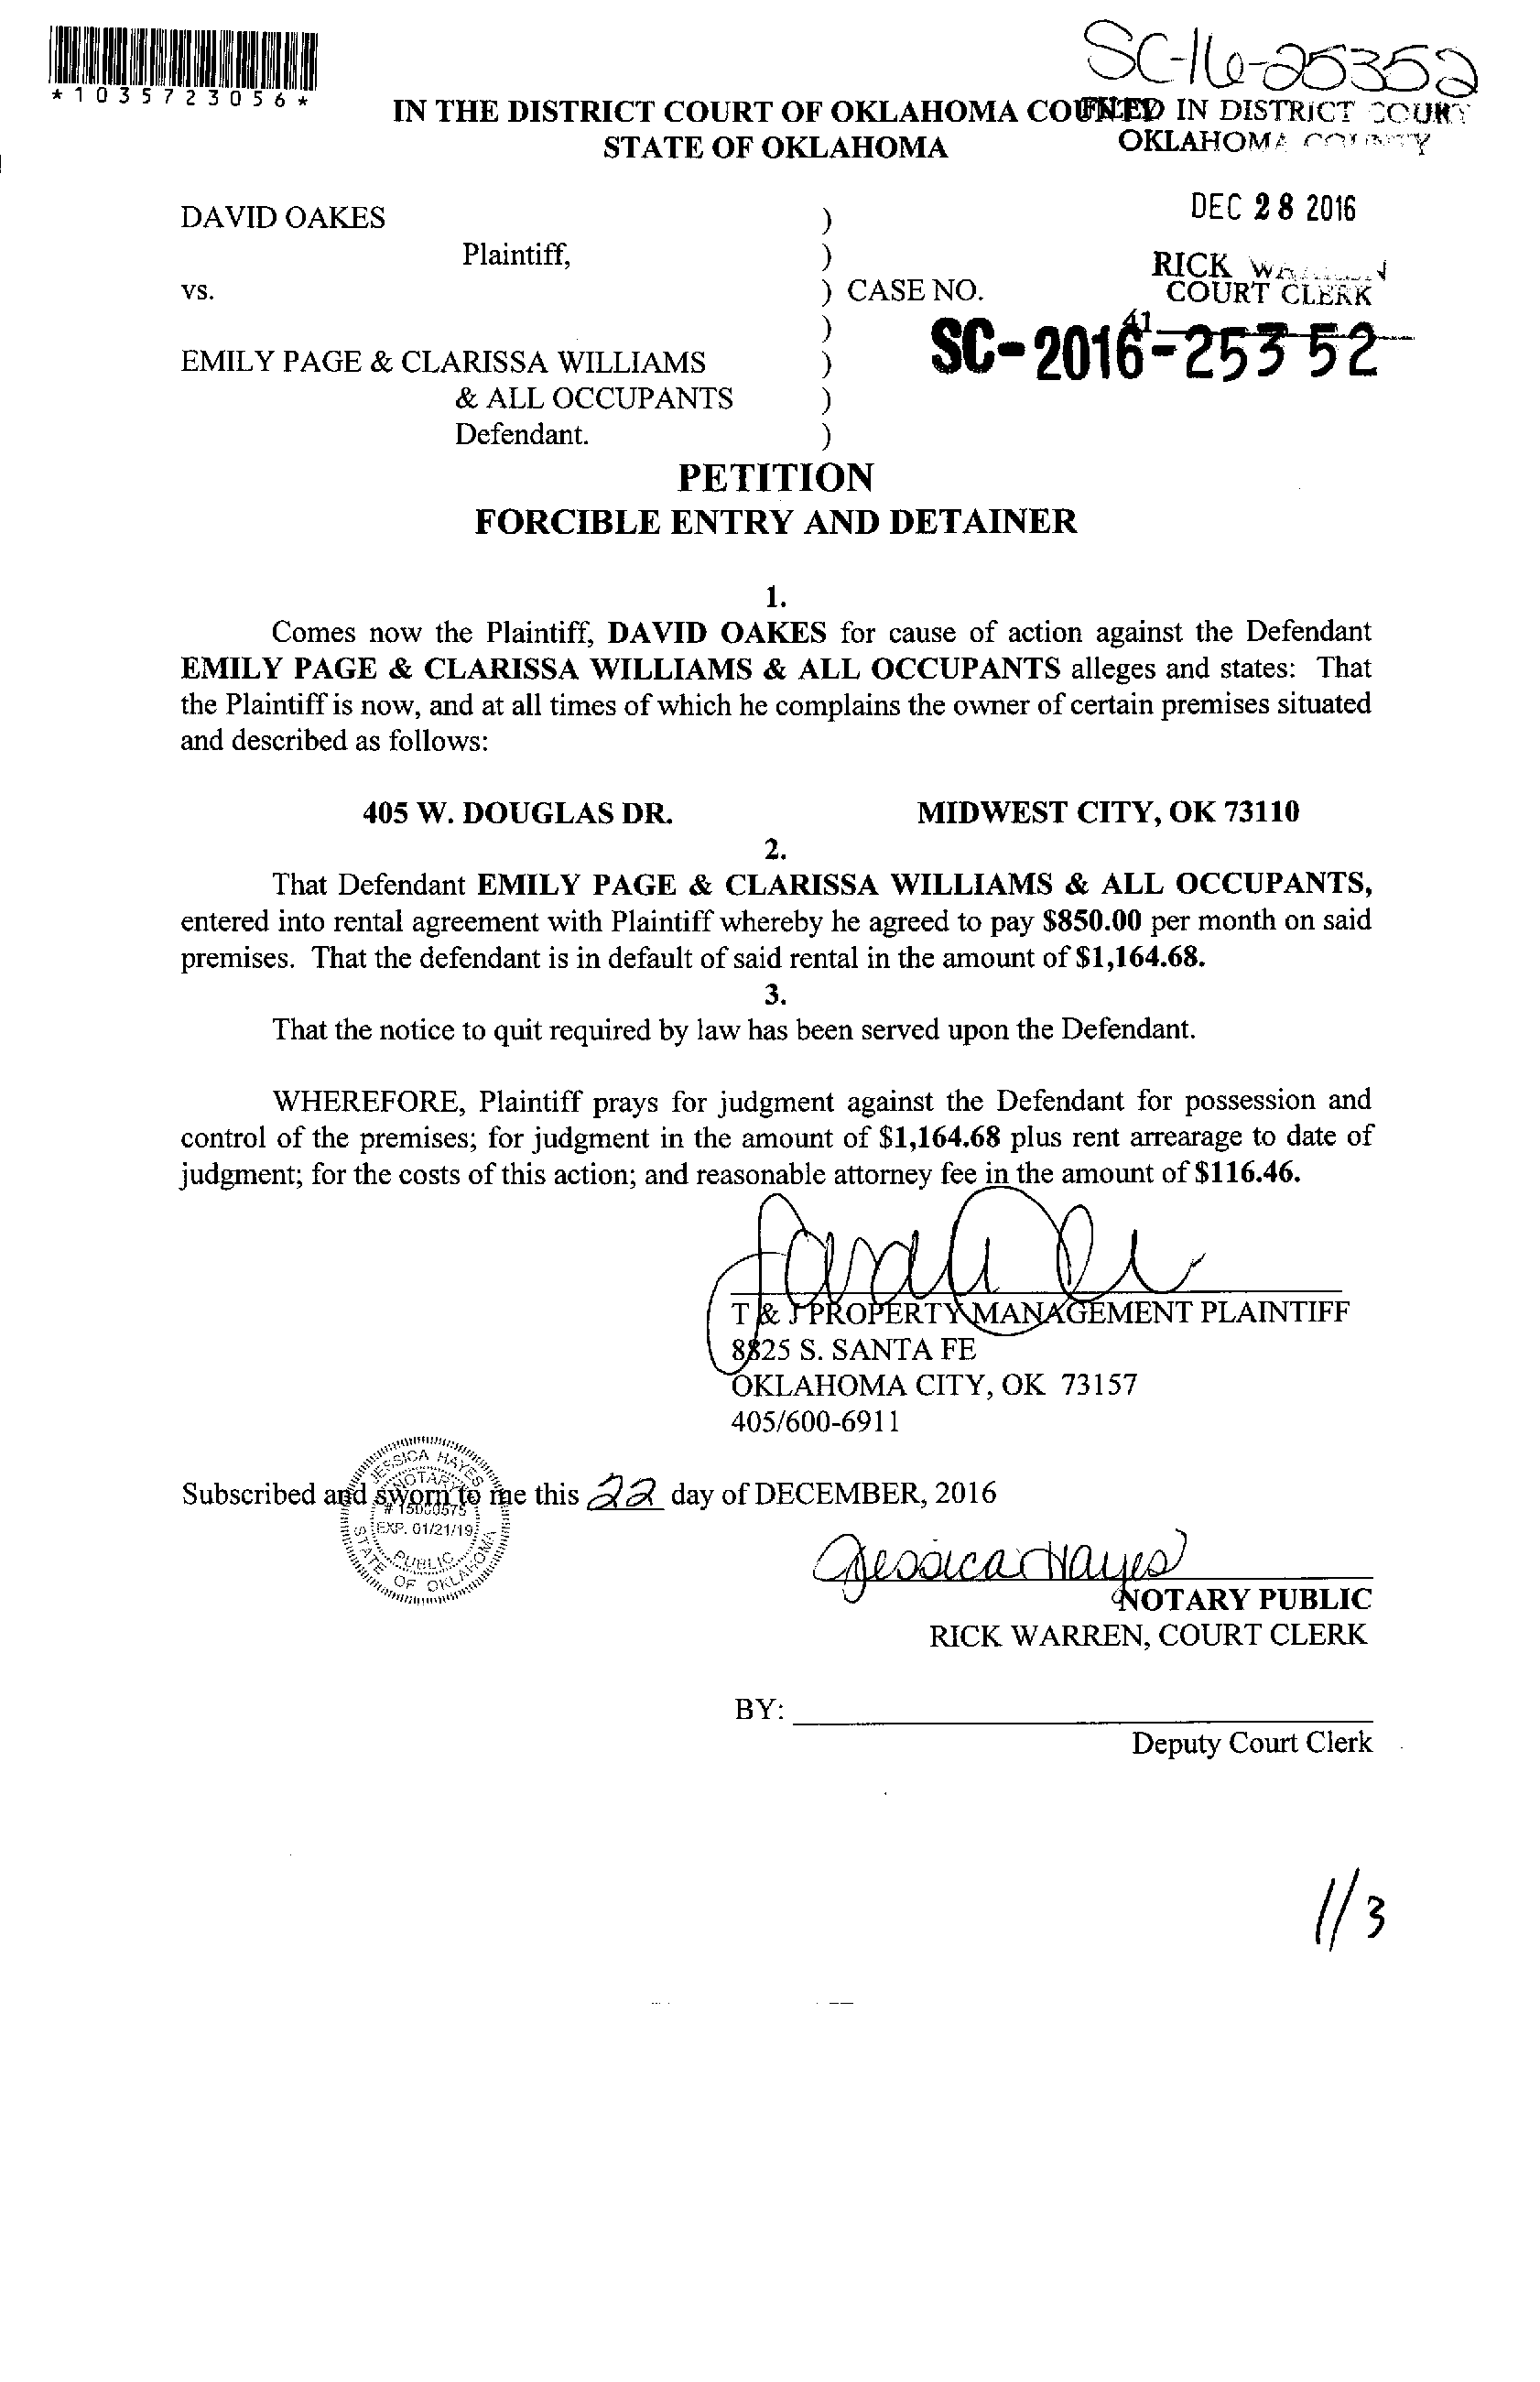 SC-16-25352
*1035723056*
IN THE DISTRICT COURT OF OKLAHOMA COUNTY
STATE OF OKLAHOMA
FILED IN DISTRICT COURT
OKLAHOMA COUNTY
DEC 28 2016
RICK WARREN
COURT CLERK
41
DAVID OAKES )
Plaintiff, )
vs. ) CASE NO.
)
SC-2016-25352
EMILY PAGE & CLARISSA WILLIAMS )
& ALL OCCUPANTS )
Defendant. )
PETITION
FORCIBLE ENTRY AND DETAINER
1.
Comes now the Plaintiff, DAVID OAKES for cause of action against the Defendant
EMILY PAGE & CLARISSA WILLIAMS & ALL OCCUPANTS alleges and states: That
the Plaintiff is now, and at all times of which he complains the owner of certain premises situated
and described as follows:
405 W. DOUGLAS DR. MIDWEST CITY, OK 73110
2.
That Defendant EMILY PAGE & CLARISSA WILLIAMS & ALL OCCUPANTS,
entered into rental agreement with Plaintiff whereby he agreed to pay $850.00 per month on said
premises. That the defendant is in default of said rental in the amount of $1,164.68.
3.
That the notice to quit required by law has been served upon the Defendant.
WHEREFORE, Plaintiff prays for judgment against the Defendant for possession and
control of the premises; for judgment in the amount of $1,164.68 plus rent arrearage to date of
judgment; for the costs of this action; and reasonable attorney fee in the amount of $116.46.
T & J PROPERTY MANAGEMENT PLAINTIFF
8825 S. SANTA FE
OKLAHOMA CITY, OK 73157
405/600-6911
Subscribed and sworn to me this 22 day of DECEMBER, 2016
JESSICA HAYES
NOTARY
EXP. 01/21/19
PUBLIC
STATE OF OKLAHOMA
Jessica Hayes
NOTARY PUBLIC
RICK WARREN, COURT CLERK
BY:
Deputy Court Clerk
1/3